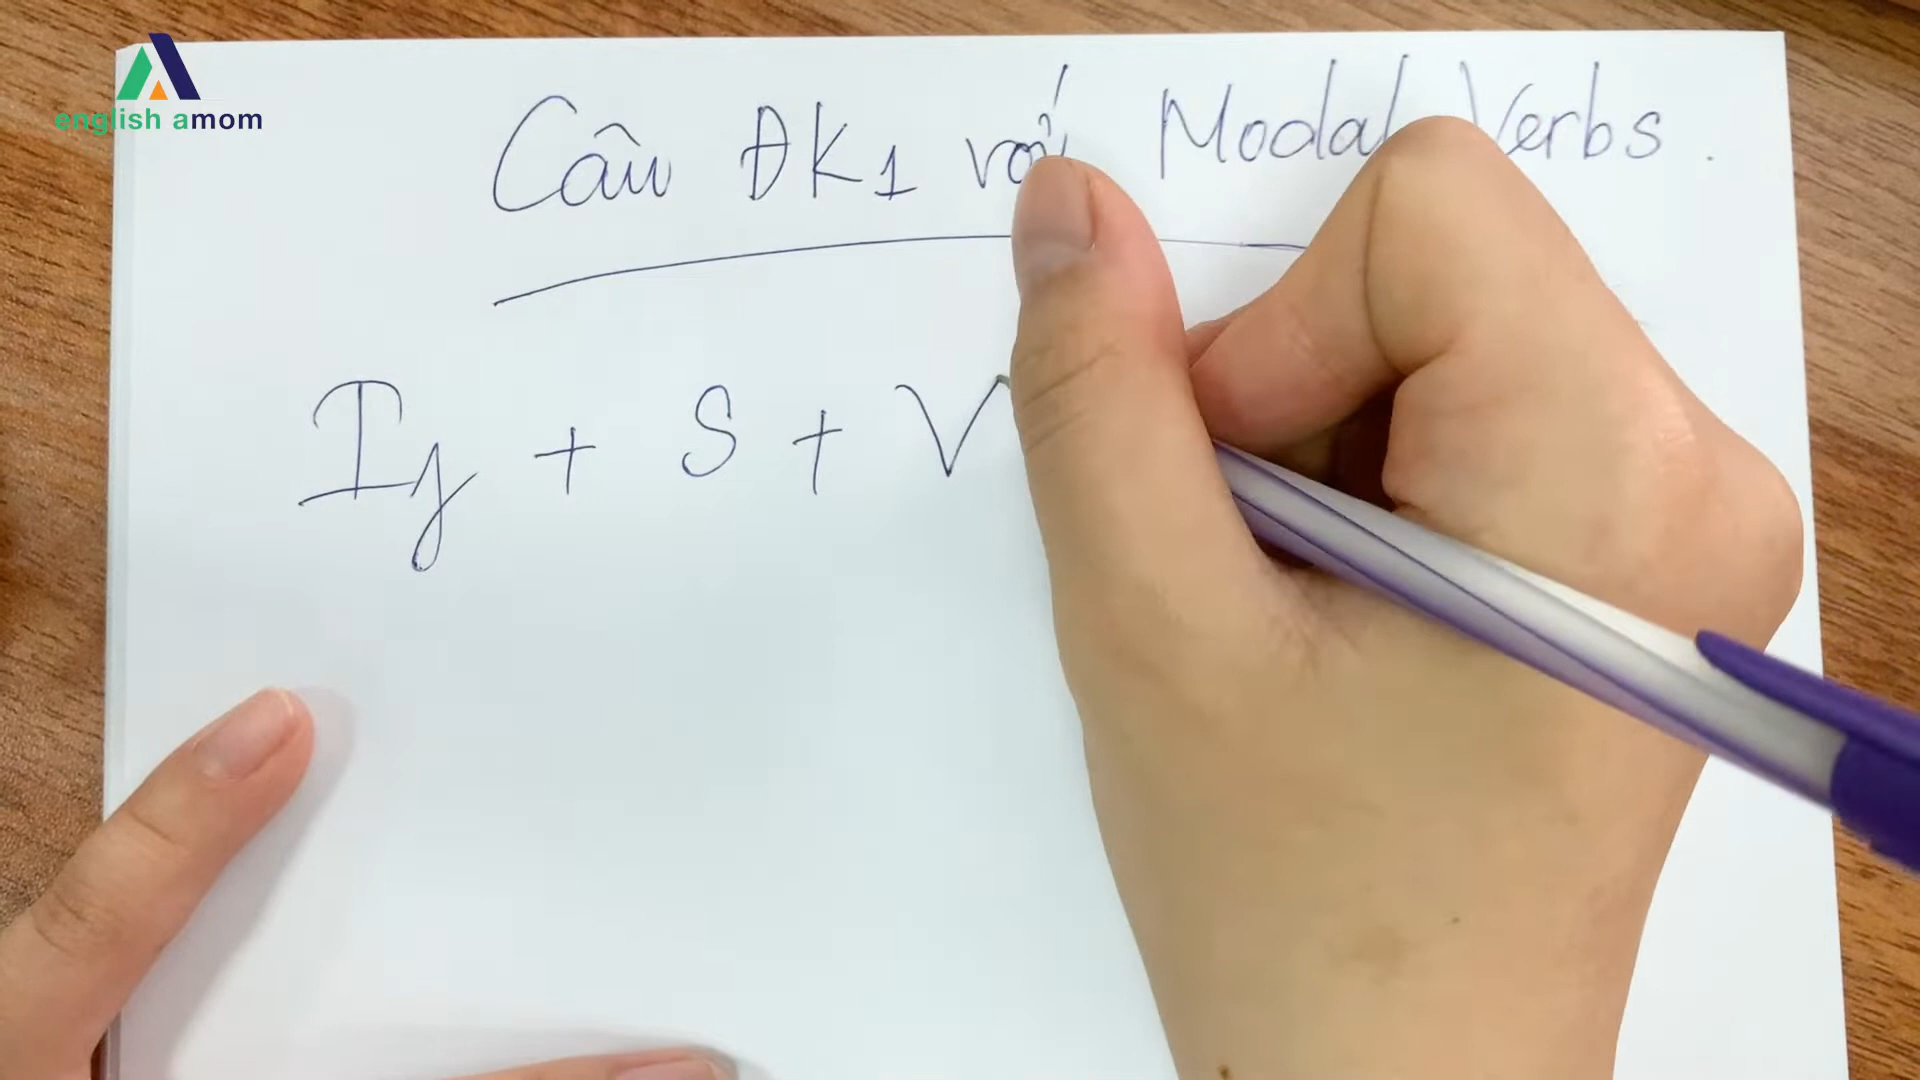 english amom
Câu ĐK1 với Modal Verbs.
If + S + V